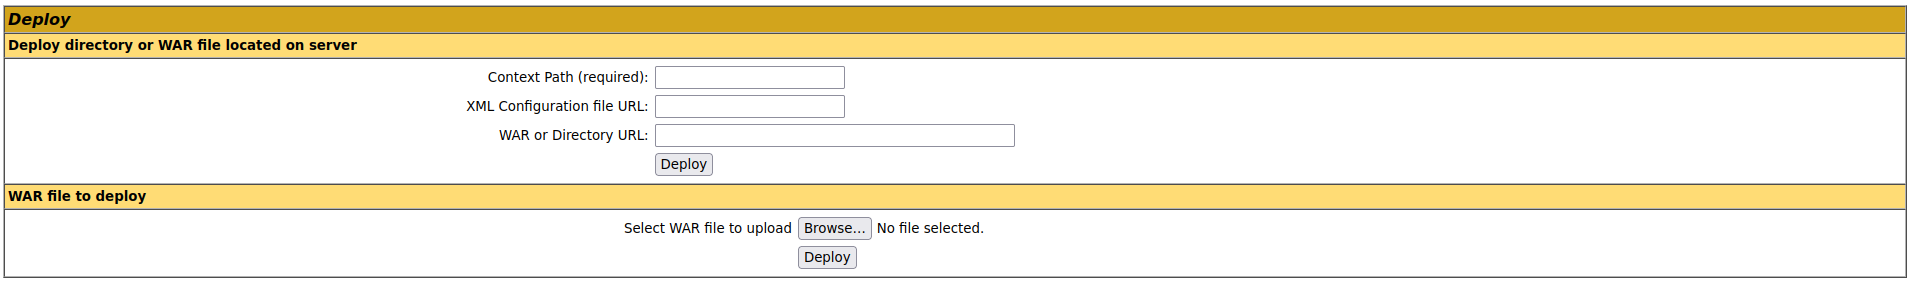 Deploy
Deploy directory or WAR file located on server
Context Path (required):
XML Configuration file URL:
WAR or Directory URL:
Deploy
WAR file to deploy
Select WAR file to upload Browse... No file selected.
Deploy